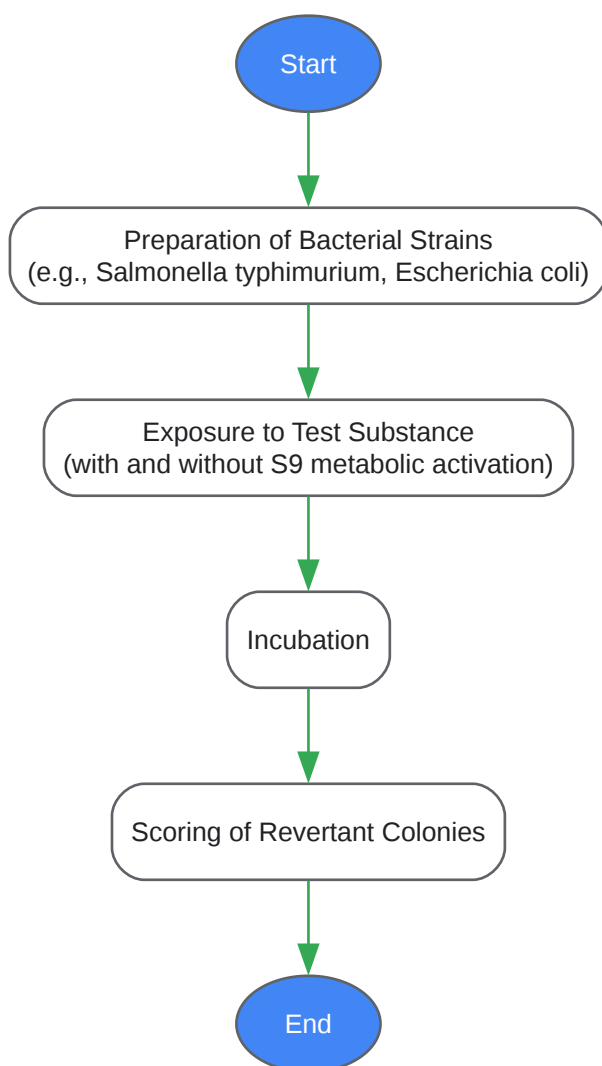 Start
Preparation of Bacterial Strains
(e.g., Salmonella typhimurium, Escherichia coli)
Exposure to Test Substance
(with and without S9 metabolic activation)
Incubation
Scoring of Revertant Colonies
End